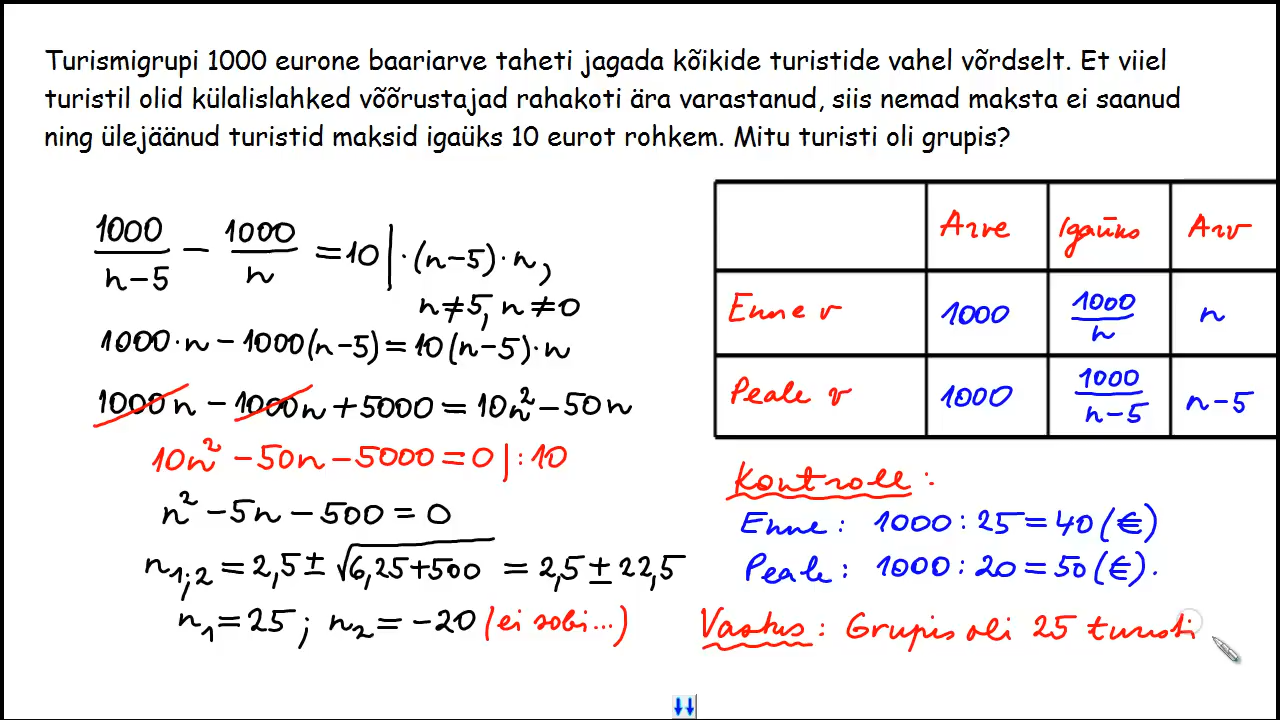 Turismigrupi 1000 eurone baariarve taheti jagada kõikide turistide vahel võrdselt. Et viiel
turistil olid külalislahked võõrustajad rahakoti ära varastanud, siis nemad maksta ei saanud
ning ülejäänud turistid maksid igaüks 10 eurot rohkem. Mitu turisti oli grupis?
1000/(n-5) - 1000/n = 10 | ·(n-5)·n,
n≠5, n≠0
1000·n - 1000(n-5) = 10(n-5)·n
1000n - 1000n + 5000 = 10n² - 50n
10n² - 50n - 5000 = 0 | :10
n² - 5n - 500 = 0
n₁;₂ = 2,5 ± √(6,25+500) = 2,5 ± 22,5
n₁ = 25 ; n₂ = -20 (ei sobi...)
Arve Igaüks Arv
Enne v 1000 1000/n n
Peale v 1000 1000/(n-5) n-5
Kontroll:
Enne: 1000 : 25 = 40 (€)
Peale: 1000 : 20 = 50 (€).
Vastus: Grupis oli 25 turisti